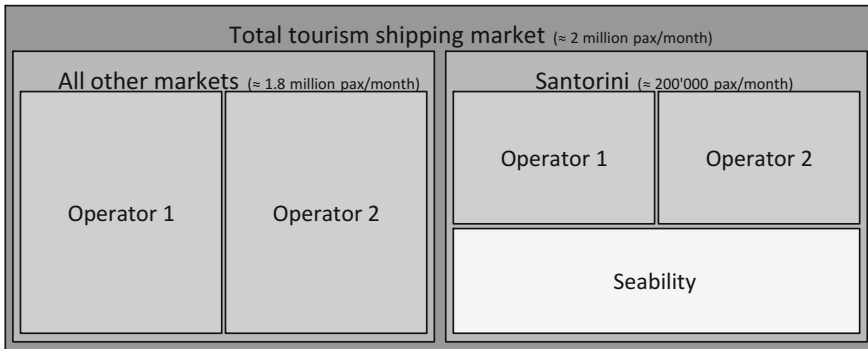 Total tourism shipping market (≈ 2 million pax/month)
All other markets (≈ 1.8 million pax/month)
Operator 1
Operator 2
Santorini (≈ 200'000 pax/month)
Operator 1
Operator 2
Seability